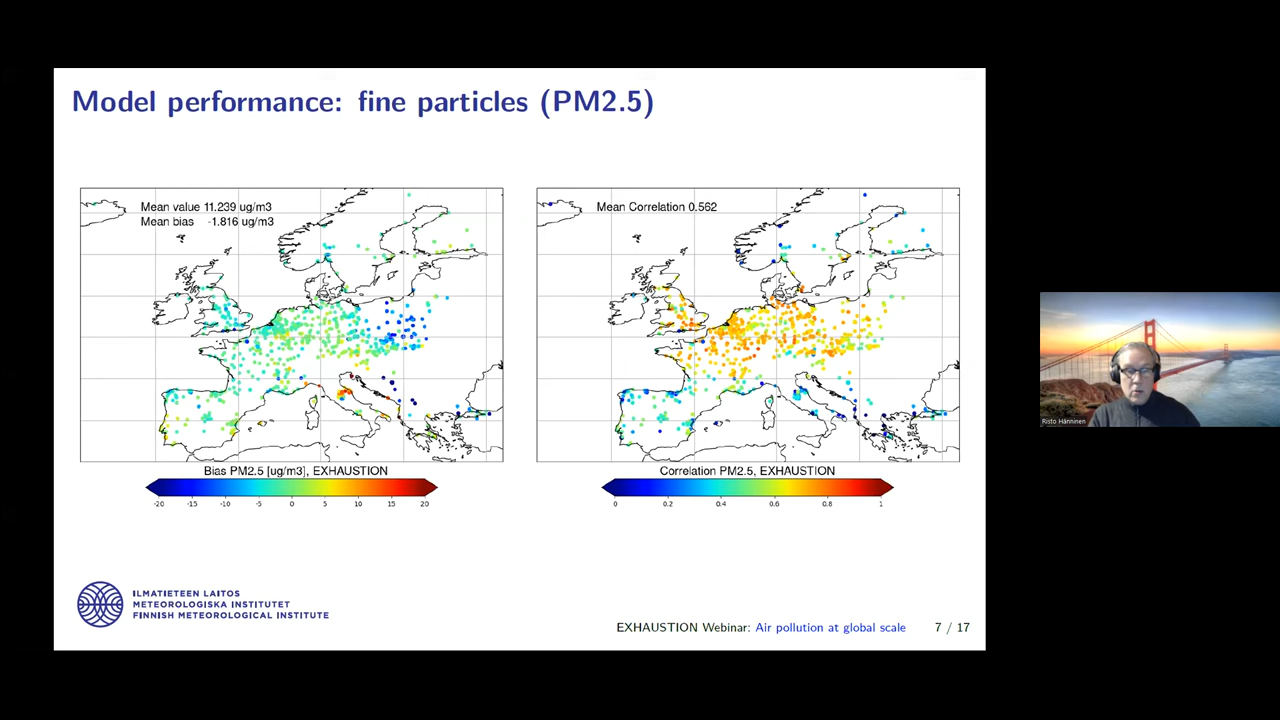 Model performance: fine particles (PM2.5)
Mean value 11.239 ug/m3
Mean bias -1.816 ug/m3
Mean Correlation 0.562
Bias PM2.5 [ug/m3], EXHAUSTION
-20 -15 -10 -5 0 5 10 15 20
Correlation PM2.5, EXHAUSTION
0 0.2 0.4 0.6 0.8 1
Risto Hänninen
ILMATIETEEN LAITOS
METEOROLOGISKA INSTITUTET
FINNISH METEOROLOGICAL INSTITUTE
EXHAUSTION Webinar: Air pollution at global scale 7 / 17